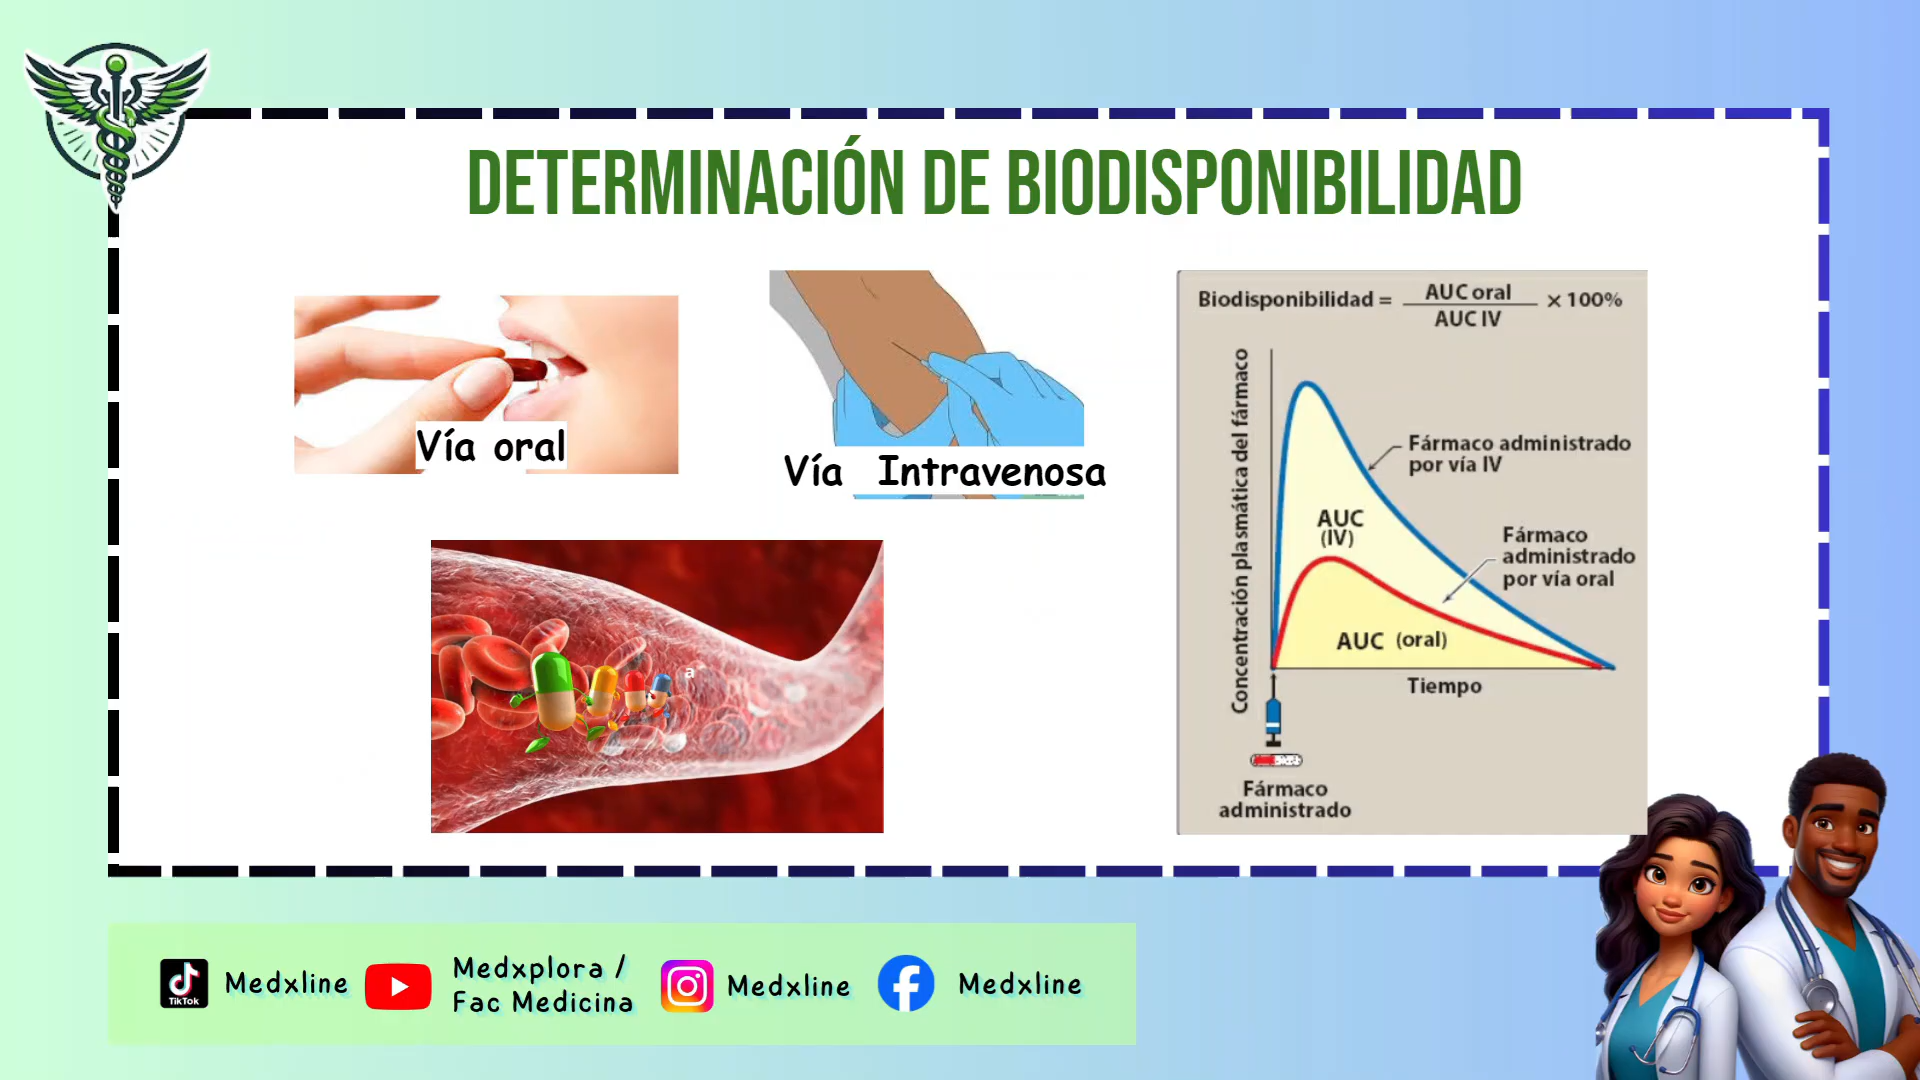 DETERMINACIÓN DE BIODISPONIBILIDAD
Vía oral
Vía Intravenosa
a
Biodisponibilidad = AUC oral / AUC IV × 100%
Concentración plasmática del fármaco
Fármaco administrado
por vía IV
AUC
(IV)
Fármaco
administrado
por vía oral
AUC (oral)
Tiempo
Fármaco
administrado
TikTok
Medxline
Medxplora /
Fac Medicina
Medxline
Medxline